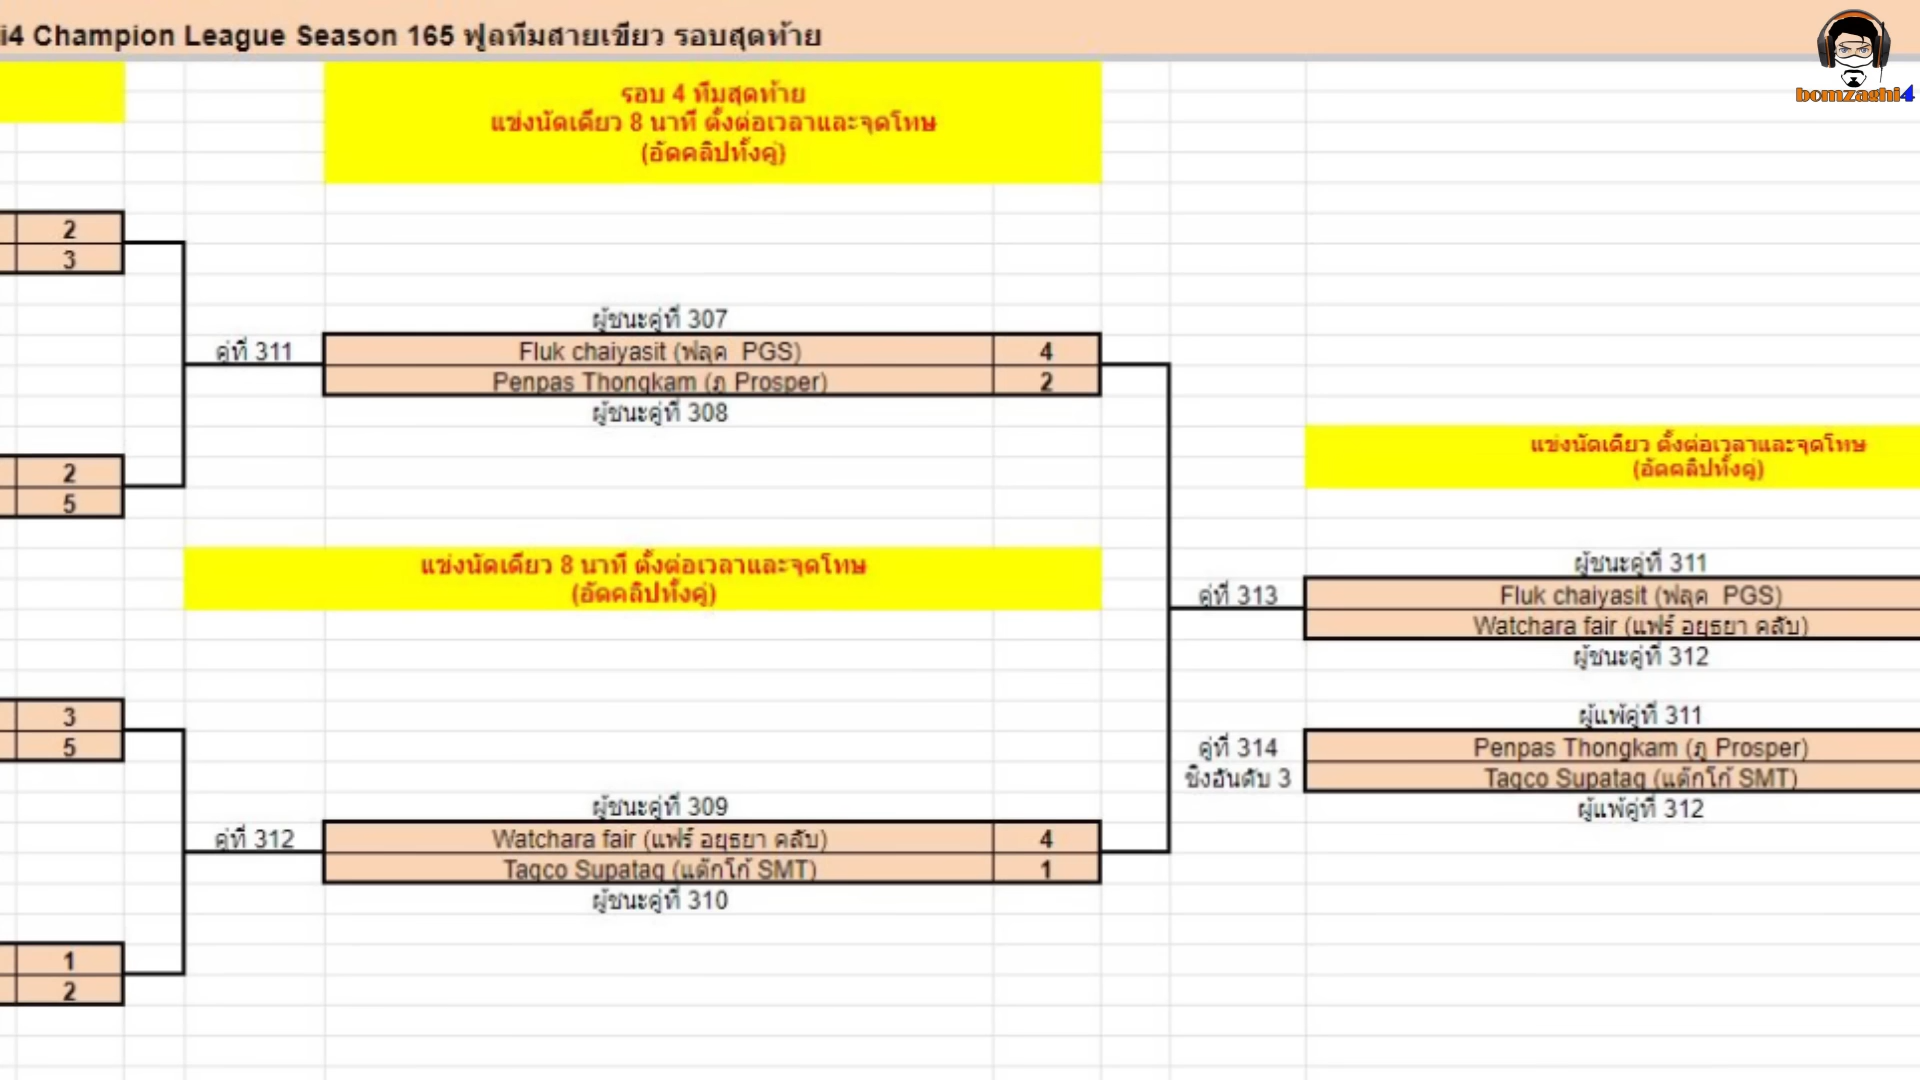 i4 Champion League Season 165 ฟูลทีมสายเขียว รอบสุดท้าย
bomzaghi4
รอบ 4 ทีมสุดท้าย
แข่งนัดเดียว 8 นาที ตั้งต่อเวลาและจุดโทษ
(อัดคลิปทั้งคู่)
2
3
ผู้ชนะคู่ที่ 307
คู่ที่ 311
Fluk chaiyasit (ฟลุค PGS) 4
Penpas Thongkam (ภู Prosper) 2
ผู้ชนะคู่ที่ 308
2
5
แข่งนัดเดียว ตั้งต่อเวลาและจุดโทษ
(อัดคลิปทั้งคู่)
แข่งนัดเดียว 8 นาที ตั้งต่อเวลาและจุดโทษ
(อัดคลิปทั้งคู่)
ผู้ชนะคู่ที่ 311
คู่ที่ 313
Fluk chaiyasit (ฟลุค PGS)
Watchara fair (แฟร์ อยุธยา คลับ)
ผู้ชนะคู่ที่ 312
3
5
ผู้แพ้คู่ที่ 311
คู่ที่ 314
ชิงอันดับ 3
Penpas Thongkam (ภู Prosper)
Tagco Supatag (แต๊กโก้ SMT)
ผู้แพ้คู่ที่ 312
ผู้ชนะคู่ที่ 309
คู่ที่ 312
Watchara fair (แฟร์ อยุธยา คลับ) 4
Tagco Supatag (แต๊กโก้ SMT) 1
ผู้ชนะคู่ที่ 310
1
2